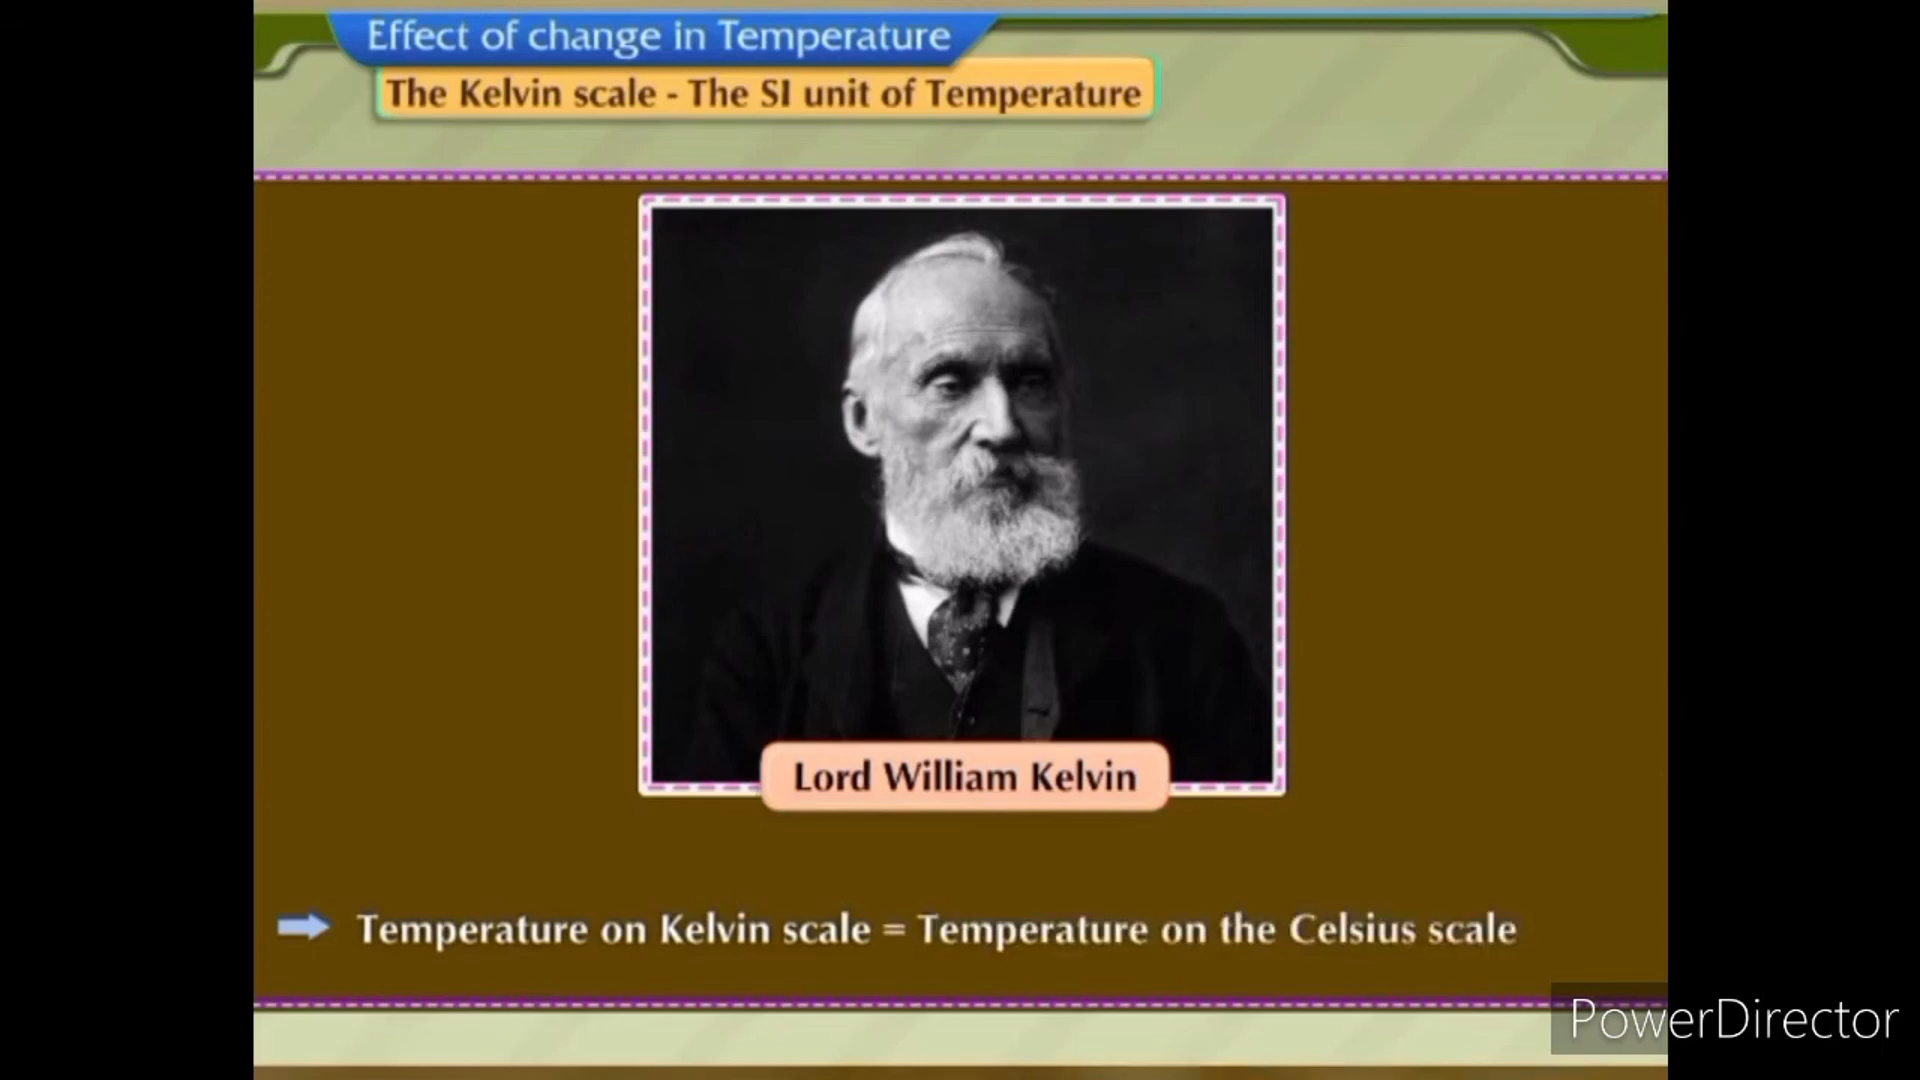 Effect of change in Temperature
The Kelvin scale - The SI unit of Temperature
Lord William Kelvin
Temperature on Kelvin scale = Temperature on the Celsius scale
PowerDirector